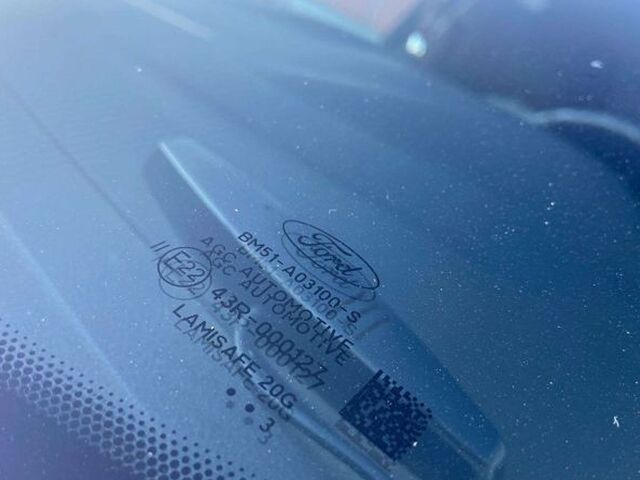 Ford
BM51-A03100-S
AGC AUTOMOTIVE
E22 43R-000127
LAMISAFE 20G
3